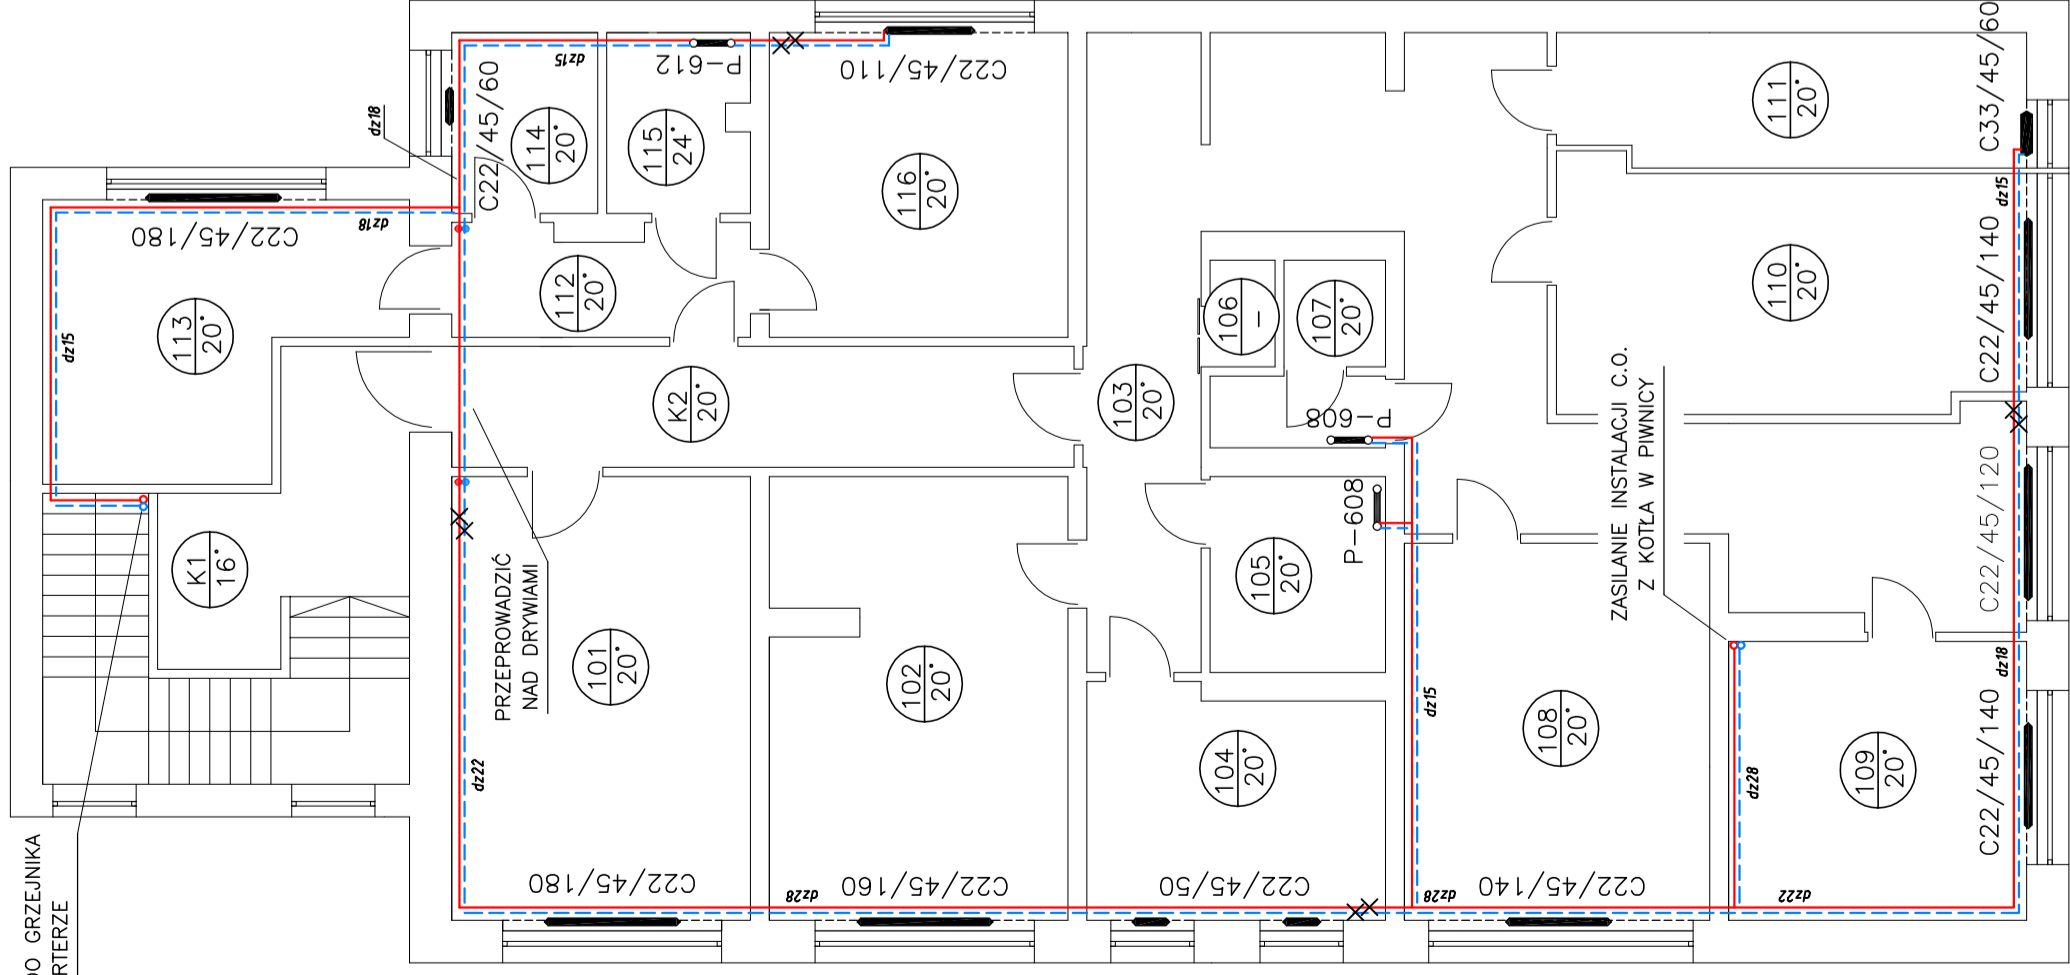 113
20°
C22/45/180
dz18
dz15
dz18
C22/45/60
114
20°
dz15
115
24°
P-612
C22/45/110
116
20°
112
20°
K2
20°
K1
16°
PRZEPROWADZIĆ
NAD DRYWIAMI
101
20°
dz22
C22/45/180
102
20°
C22/45/160
dz28
103
20°
106
-
107
20°
P-608
P-608
105
20°
104
20°
C22/45/50
dz28
dz15
108
20°
C22/45/140
ZASILANIE INSTALACJI C.O.
Z KOTŁA W PIWNICY
111
20°
C33/45/60
dz15
110
20°
C22/45/140
C22/45/120
dz18
109
20°
dz28
C22/45/140
dz22
DO GRZEJNIKA
RTERZE